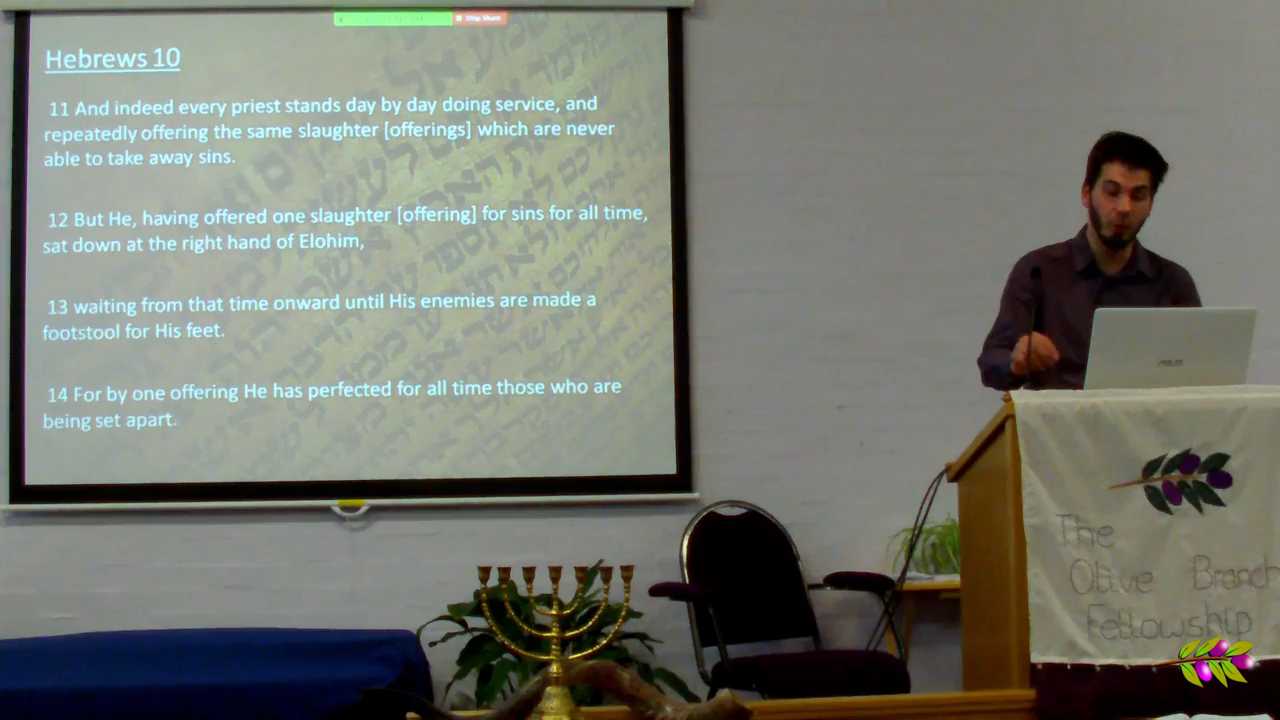 Stop Share
Hebrews 10
11 And indeed every priest stands day by day doing service, and
repeatedly offering the same slaughter [offerings] which are never
able to take away sins.
12 But He, having offered one slaughter [offering] for sins for all time,
sat down at the right hand of Elohim,
13 waiting from that time onward until His enemies are made a
footstool for His feet.
14 For by one offering He has perfected for all time those who are
being set apart.
ASUS
The
Olive Branch
Fellowship